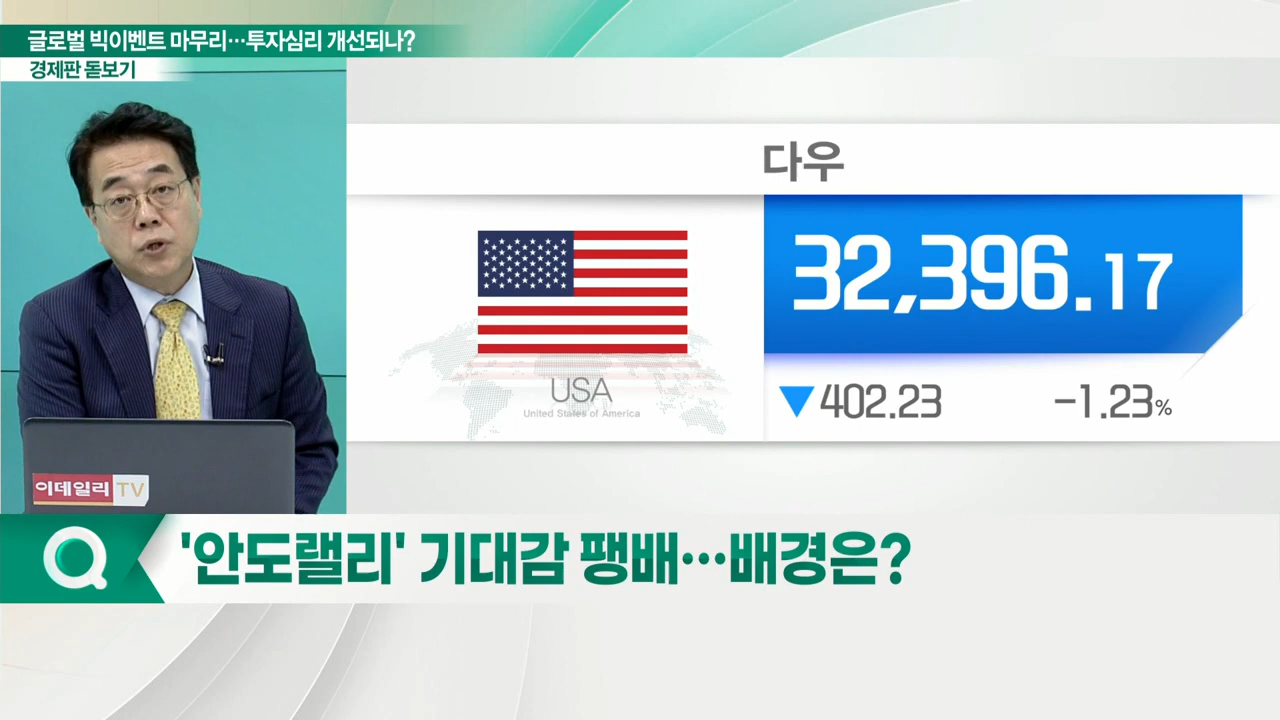 글로벌 빅이벤트 마무리…투자심리 개선되나?
경제판 돋보기
다우
32,396.17
USA
United States of America
▼402.23 -1.23%
이데일리TV
'안도랠리' 기대감 팽배…배경은?